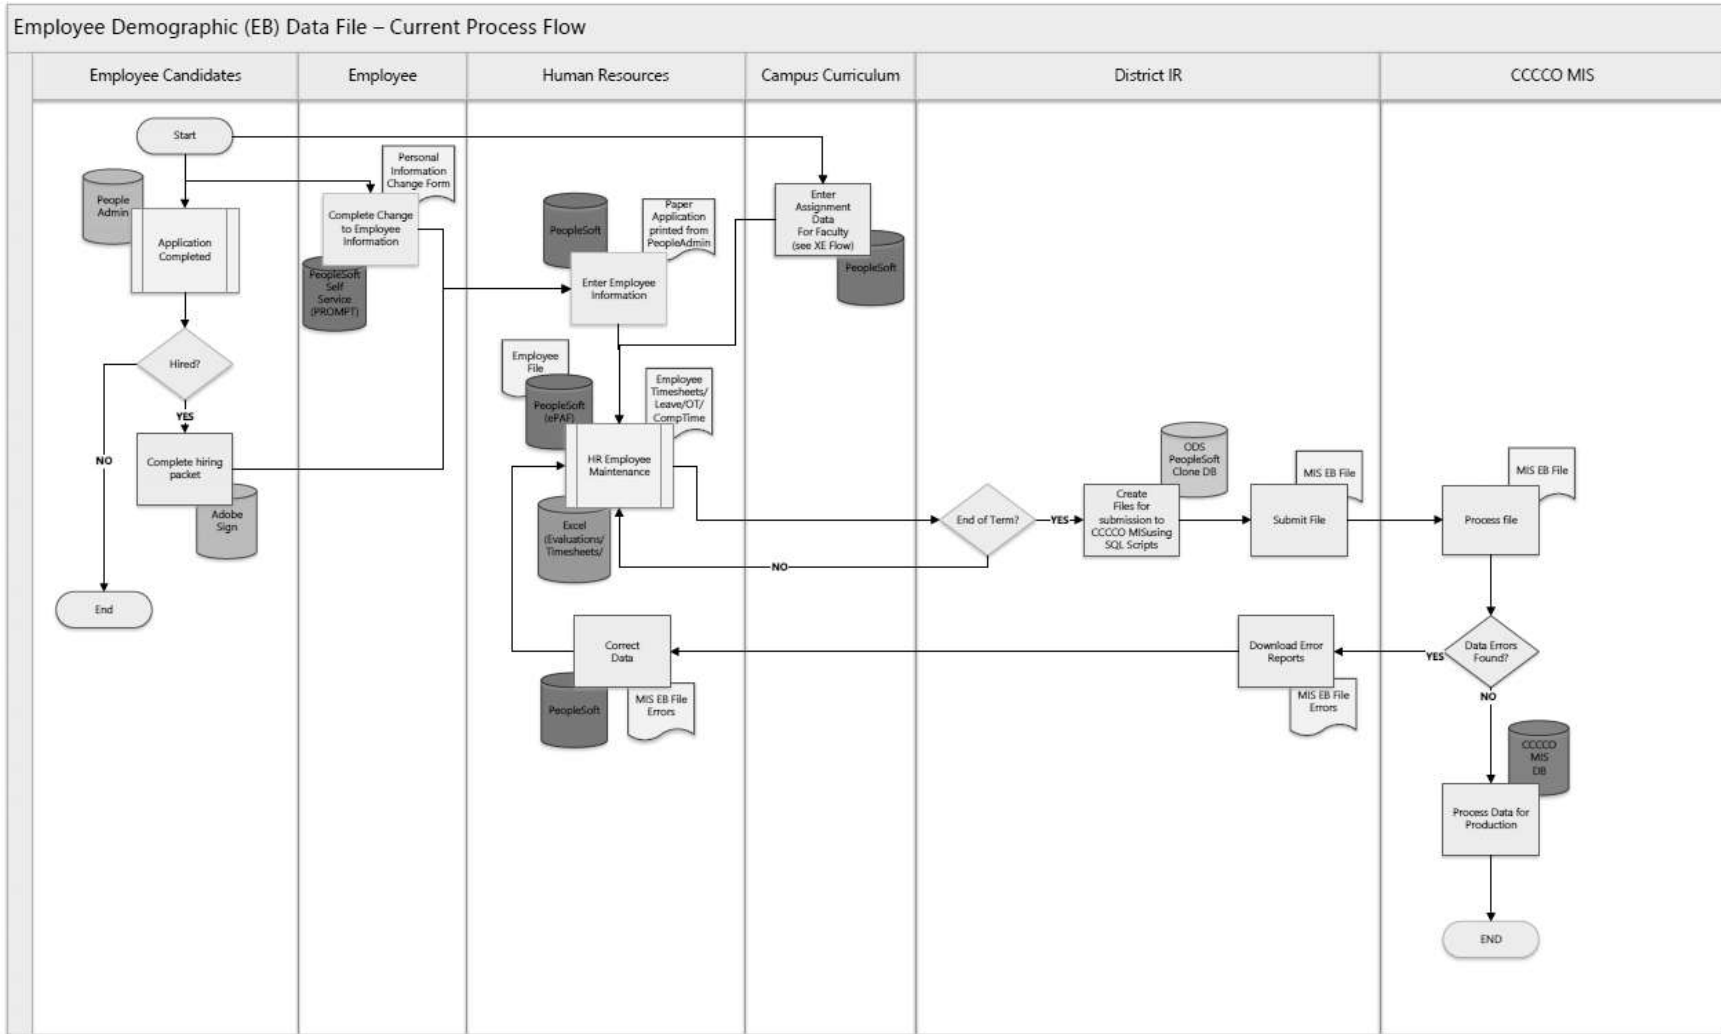 Employee Demographic (EB) Data File – Current Process Flow
Employee Candidates
Employee
Human Resources
Campus Curriculum
District IR
CCCCO MIS
Start
People
Admin
Application
Completed
Hired?
YES
NO
Complete hiring
packet
Adobe
Sign
End
Personal
Information
Change Form
Complete Change
to Employee
Information
PeopleSoft
Self
Service
(PROMPT)
PeopleSoft
Paper
Application
printed from
PeopleAdmin
Enter Employee
Information
Employee
File
PeopleSoft
(ePAF)
Employee
Timesheets/
Leave/OT/
CompTime
HR Employee
Maintenance
Excel
(Evaluations/
Timesheets/
Correct
Data
PeopleSoft
MIS EB File
Errors
Enter
Assignment
Data
For Faculty
(see XE Flow)
PeopleSoft
NO
End of Term?
YES
ODS
PeopleSoft
Clone DB
Create
Files for
submission to
CCCCO MISusing
SQL Scripts
MIS EB File
Submit File
Download Error
Reports
MIS EB File
Errors
MIS EB File
Process file
Data Errors
Found?
YES
NO
CCCCO
MIS
DB
Process Data for
Production
END